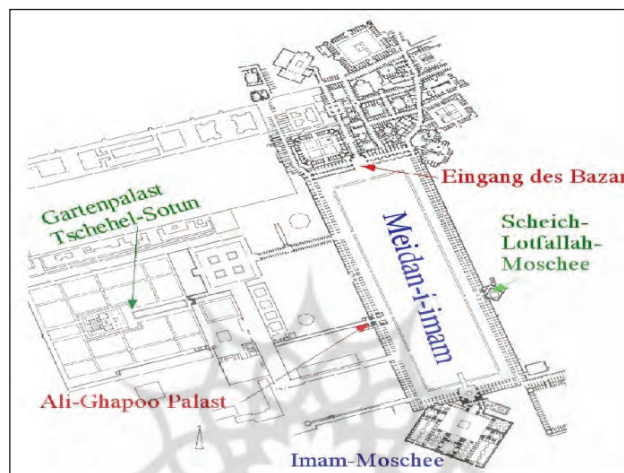 Eingang des Bazar
Gartenpalast
Tschehel-Sotun
Scheich-
Lotfallah-
Moschee
Meidan-i-imam
Ali-Ghapoo Palast
Imam-Moschee